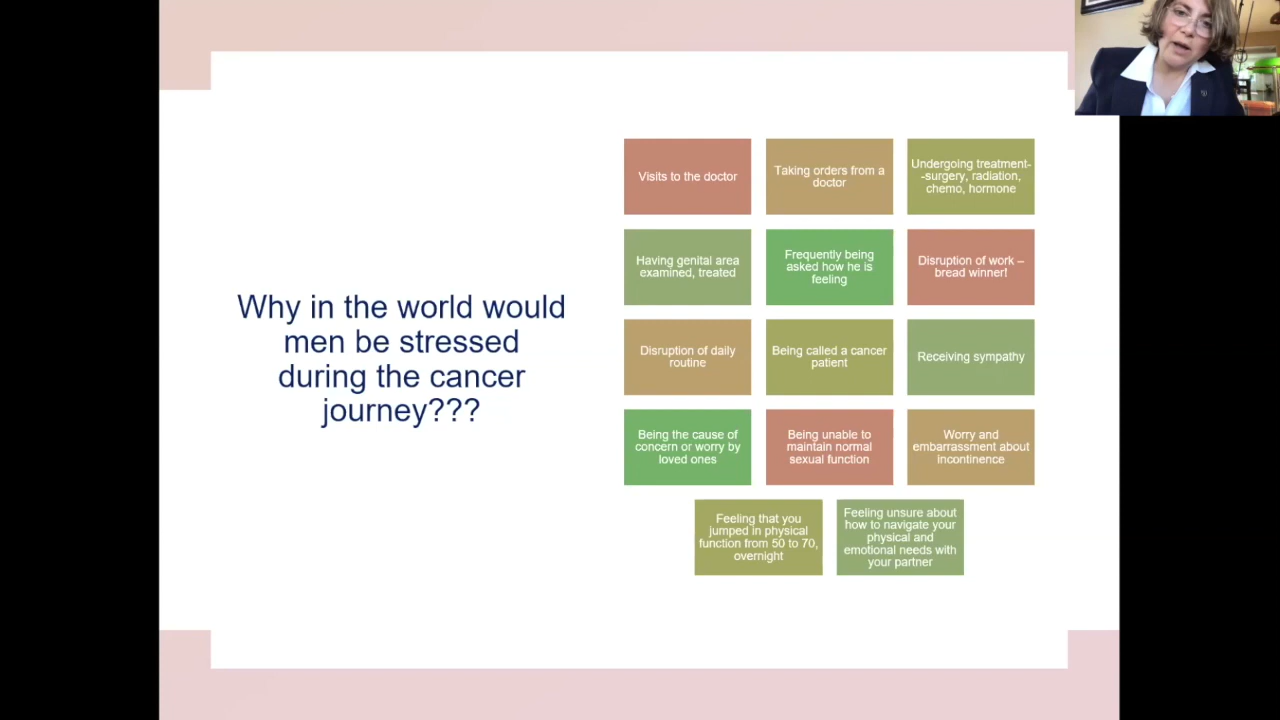 Why in the world would
men be stressed
during the cancer
journey???
Visits to the doctor
Taking orders from a
doctor
Undergoing treatment-
-surgery, radiation,
chemo, hormone
Having genital area
examined, treated
Frequently being
asked how he is
feeling
Disruption of work –
bread winner!
Disruption of daily
routine
Being called a cancer
patient
Receiving sympathy
Being the cause of
concern or worry by
loved ones
Being unable to
maintain normal
sexual function
Worry and
embarrassment about
incontinence
Feeling that you
jumped in physical
function from 50 to 70,
overnight
Feeling unsure about
how to navigate your
physical and
emotional needs with
your partner